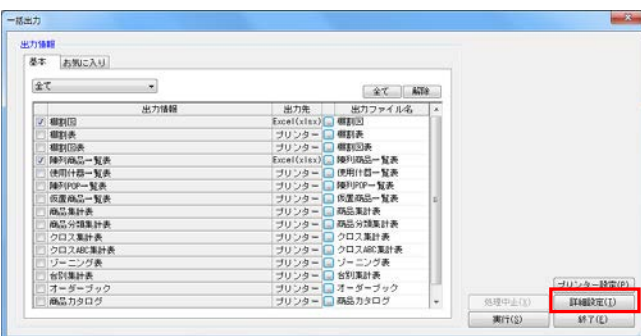 一括出力
出力情報
基本 お気に入り
全て 全て 解除
出力情報 出力先 出力ファイル名
棚割図 Excel(xlsx) 棚割図
棚割表 プリンター 棚割表
棚割図表 プリンター 棚割図表
陳列商品一覧表 Excel(xlsx) 陳列商品一覧表
使用什器一覧表 プリンター 使用什器一覧表
陳列POP一覧表 プリンター 陳列POP一覧表
仮置商品一覧表 プリンター 仮置商品一覧表
商品集計表 プリンター 商品集計表
商品分類集計表 プリンター 商品分類集計表
クロス集計表 プリンター クロス集計表
クロスABC集計表 プリンター クロスABC集計表
ゾーニング表 プリンター ゾーニング表
台別集計表 プリンター 台別集計表
オーダーブック プリンター オーダーブック
商品カタログ プリンター 商品カタログ
プリンター設定(P)
処理中止(X) 詳細設定(I)
実行(S) 終了(E)